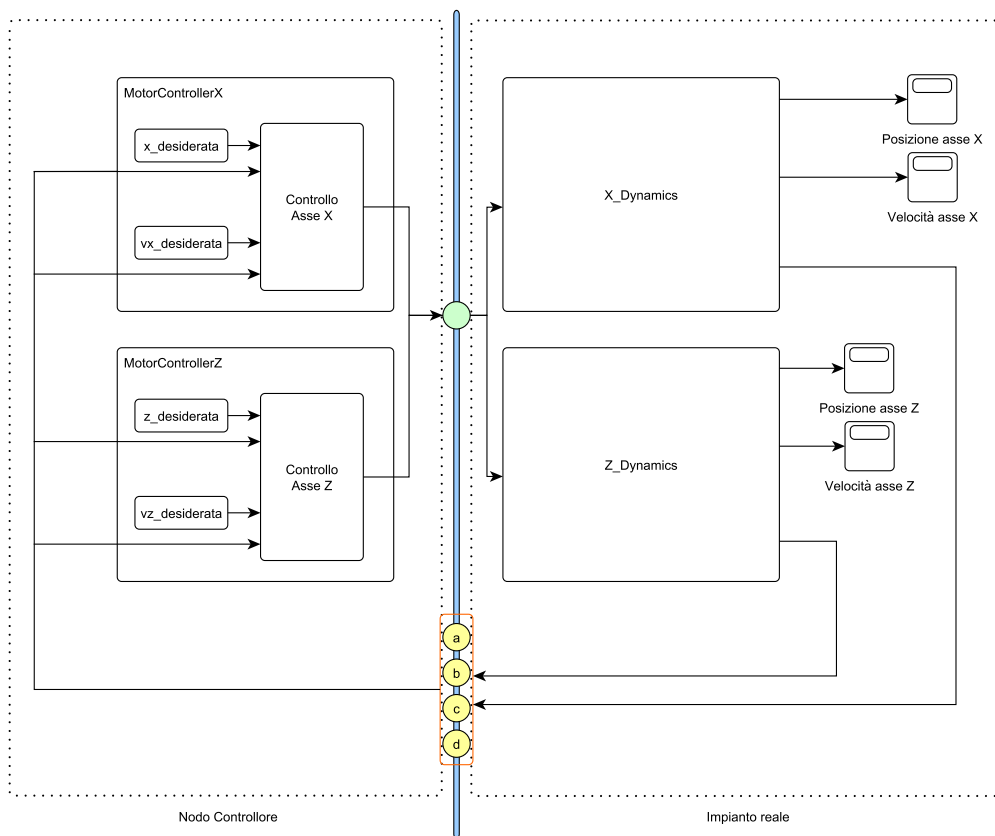 MotorControllerX
x_desiderata
vx_desiderata
Controllo
Asse X
MotorControllerZ
z_desiderata
vz_desiderata
Controllo
Asse Z
X_Dynamics
Posizione asse X
Velocità asse X
Z_Dynamics
Posizione asse Z
Velocità asse Z
a
b
c
d
Nodo Controllore
Impianto reale